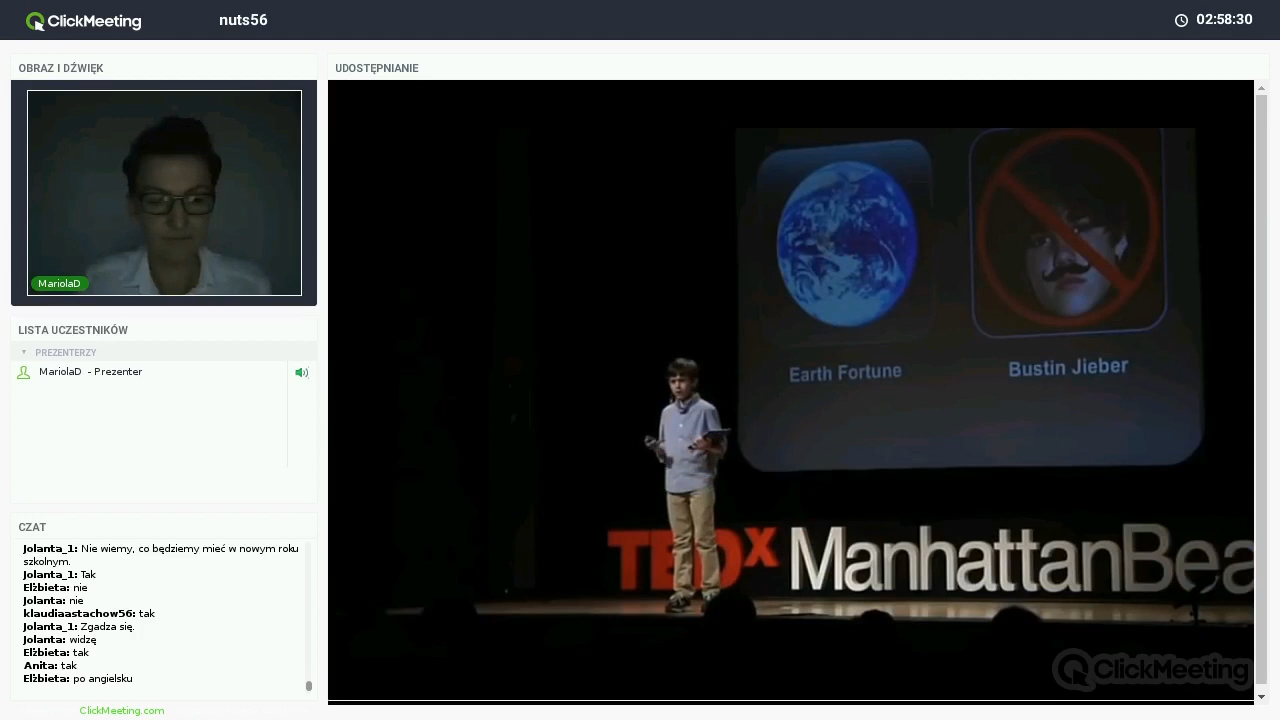 ClickMeeting
nuts56
02:58:30
OBRAZ I DŹWIĘK
MariolaD
LISTA UCZESTNIKÓW
PREZENTERZY
MariolaD - Prezenter
CZAT
Jolanta_1: Nie wiemy, co będziemy mieć w nowym roku
szkolnym.
Jolanta_1: Tak
Elżbieta: nie
Jolanta: nie
klaudiaastachow56: tak
Jolanta_1: Zgadza się.
Jolanta: widzę
Elżbieta: tak
Anita: tak
Elżbieta: po angielsku
ClickMeeting.com
UDOSTĘPNIANIE
Earth Fortune
Bustin Jieber
TEDx ManhattanBea
ClickMeeting